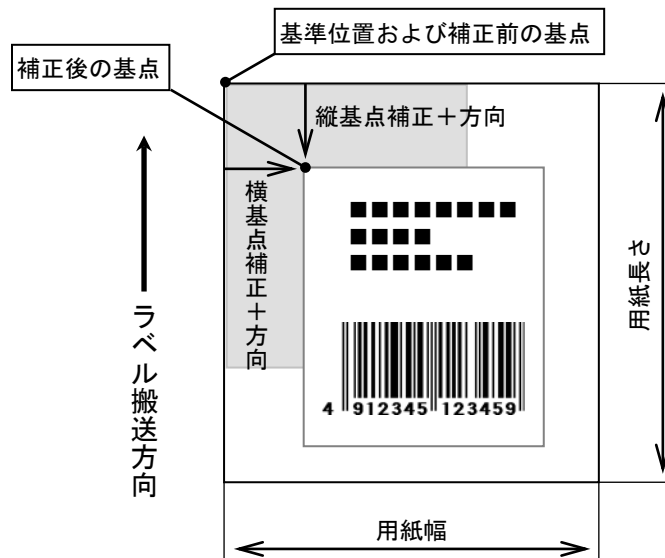 基準位置および補正前の基点
補正後の基点
縦基点補正＋方向
横基点補正＋方向
ラベル搬送方向
用紙長さ
4 912345 123459
用紙幅